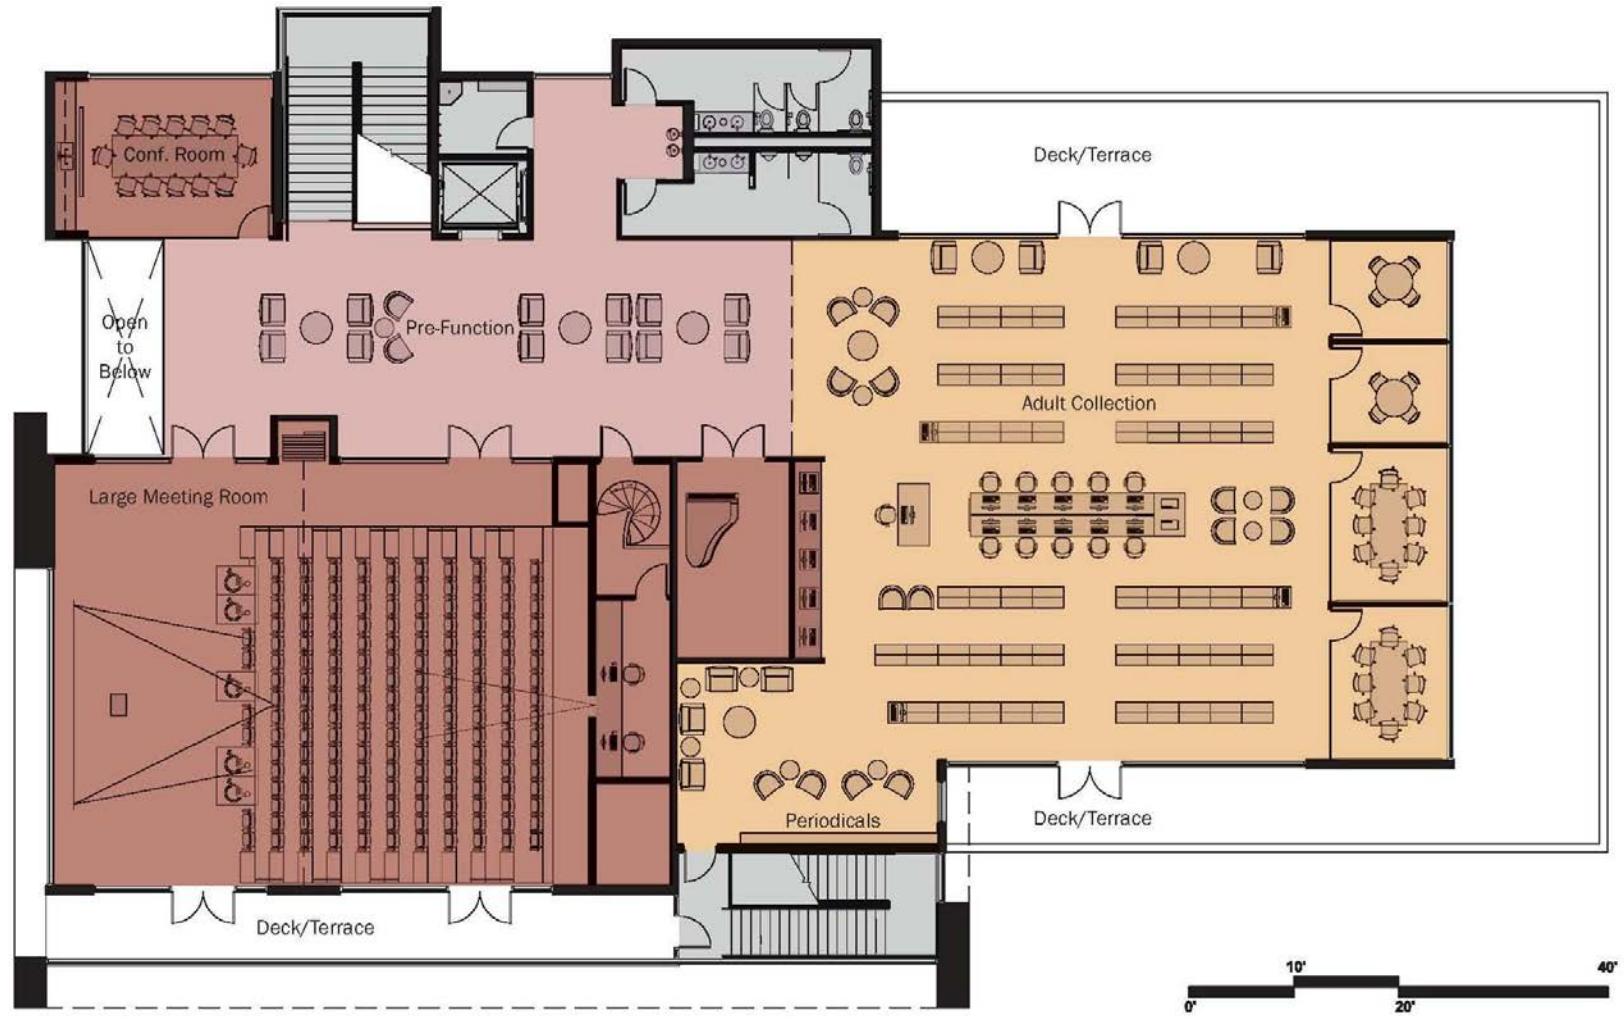 Conf. Room
Deck/Terrace
Open
to
Below
Pre-Function
Adult Collection
Large Meeting Room
Periodicals
Deck/Terrace
Deck/Terrace
10'
40'
0'
20'